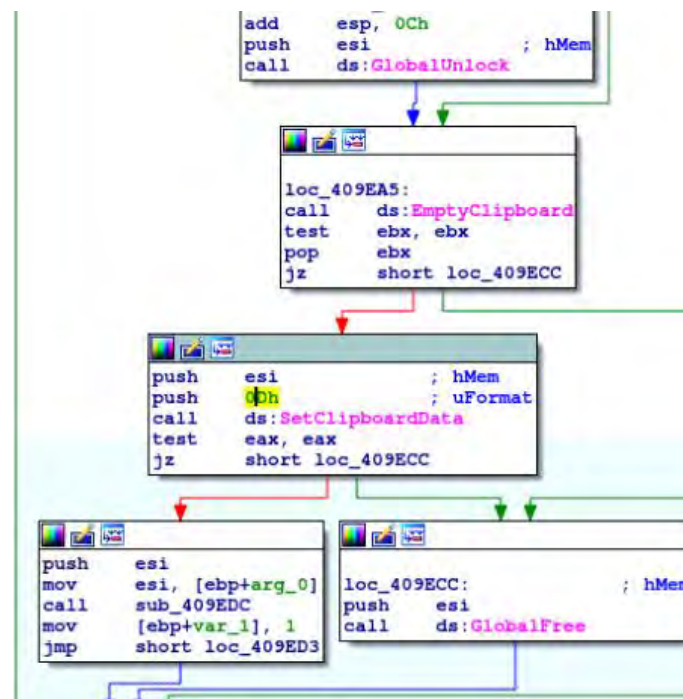 add esp, 0Ch
push esi ; hMem
call ds:GlobalUnlock
loc_409EA5:
call ds:EmptyClipboard
test ebx, ebx
pop ebx
jz short loc_409ECC
push esi ; hMem
push 0Dh ; uFormat
call ds:SetClipboardData
test eax, eax
jz short loc_409ECC
push esi
mov esi, [ebp+arg_0]
call sub_409EDC
mov [ebp+var_1], 1
jmp short loc_409ED3
loc_409ECC: ; hMem
push esi
call ds:GlobalFree